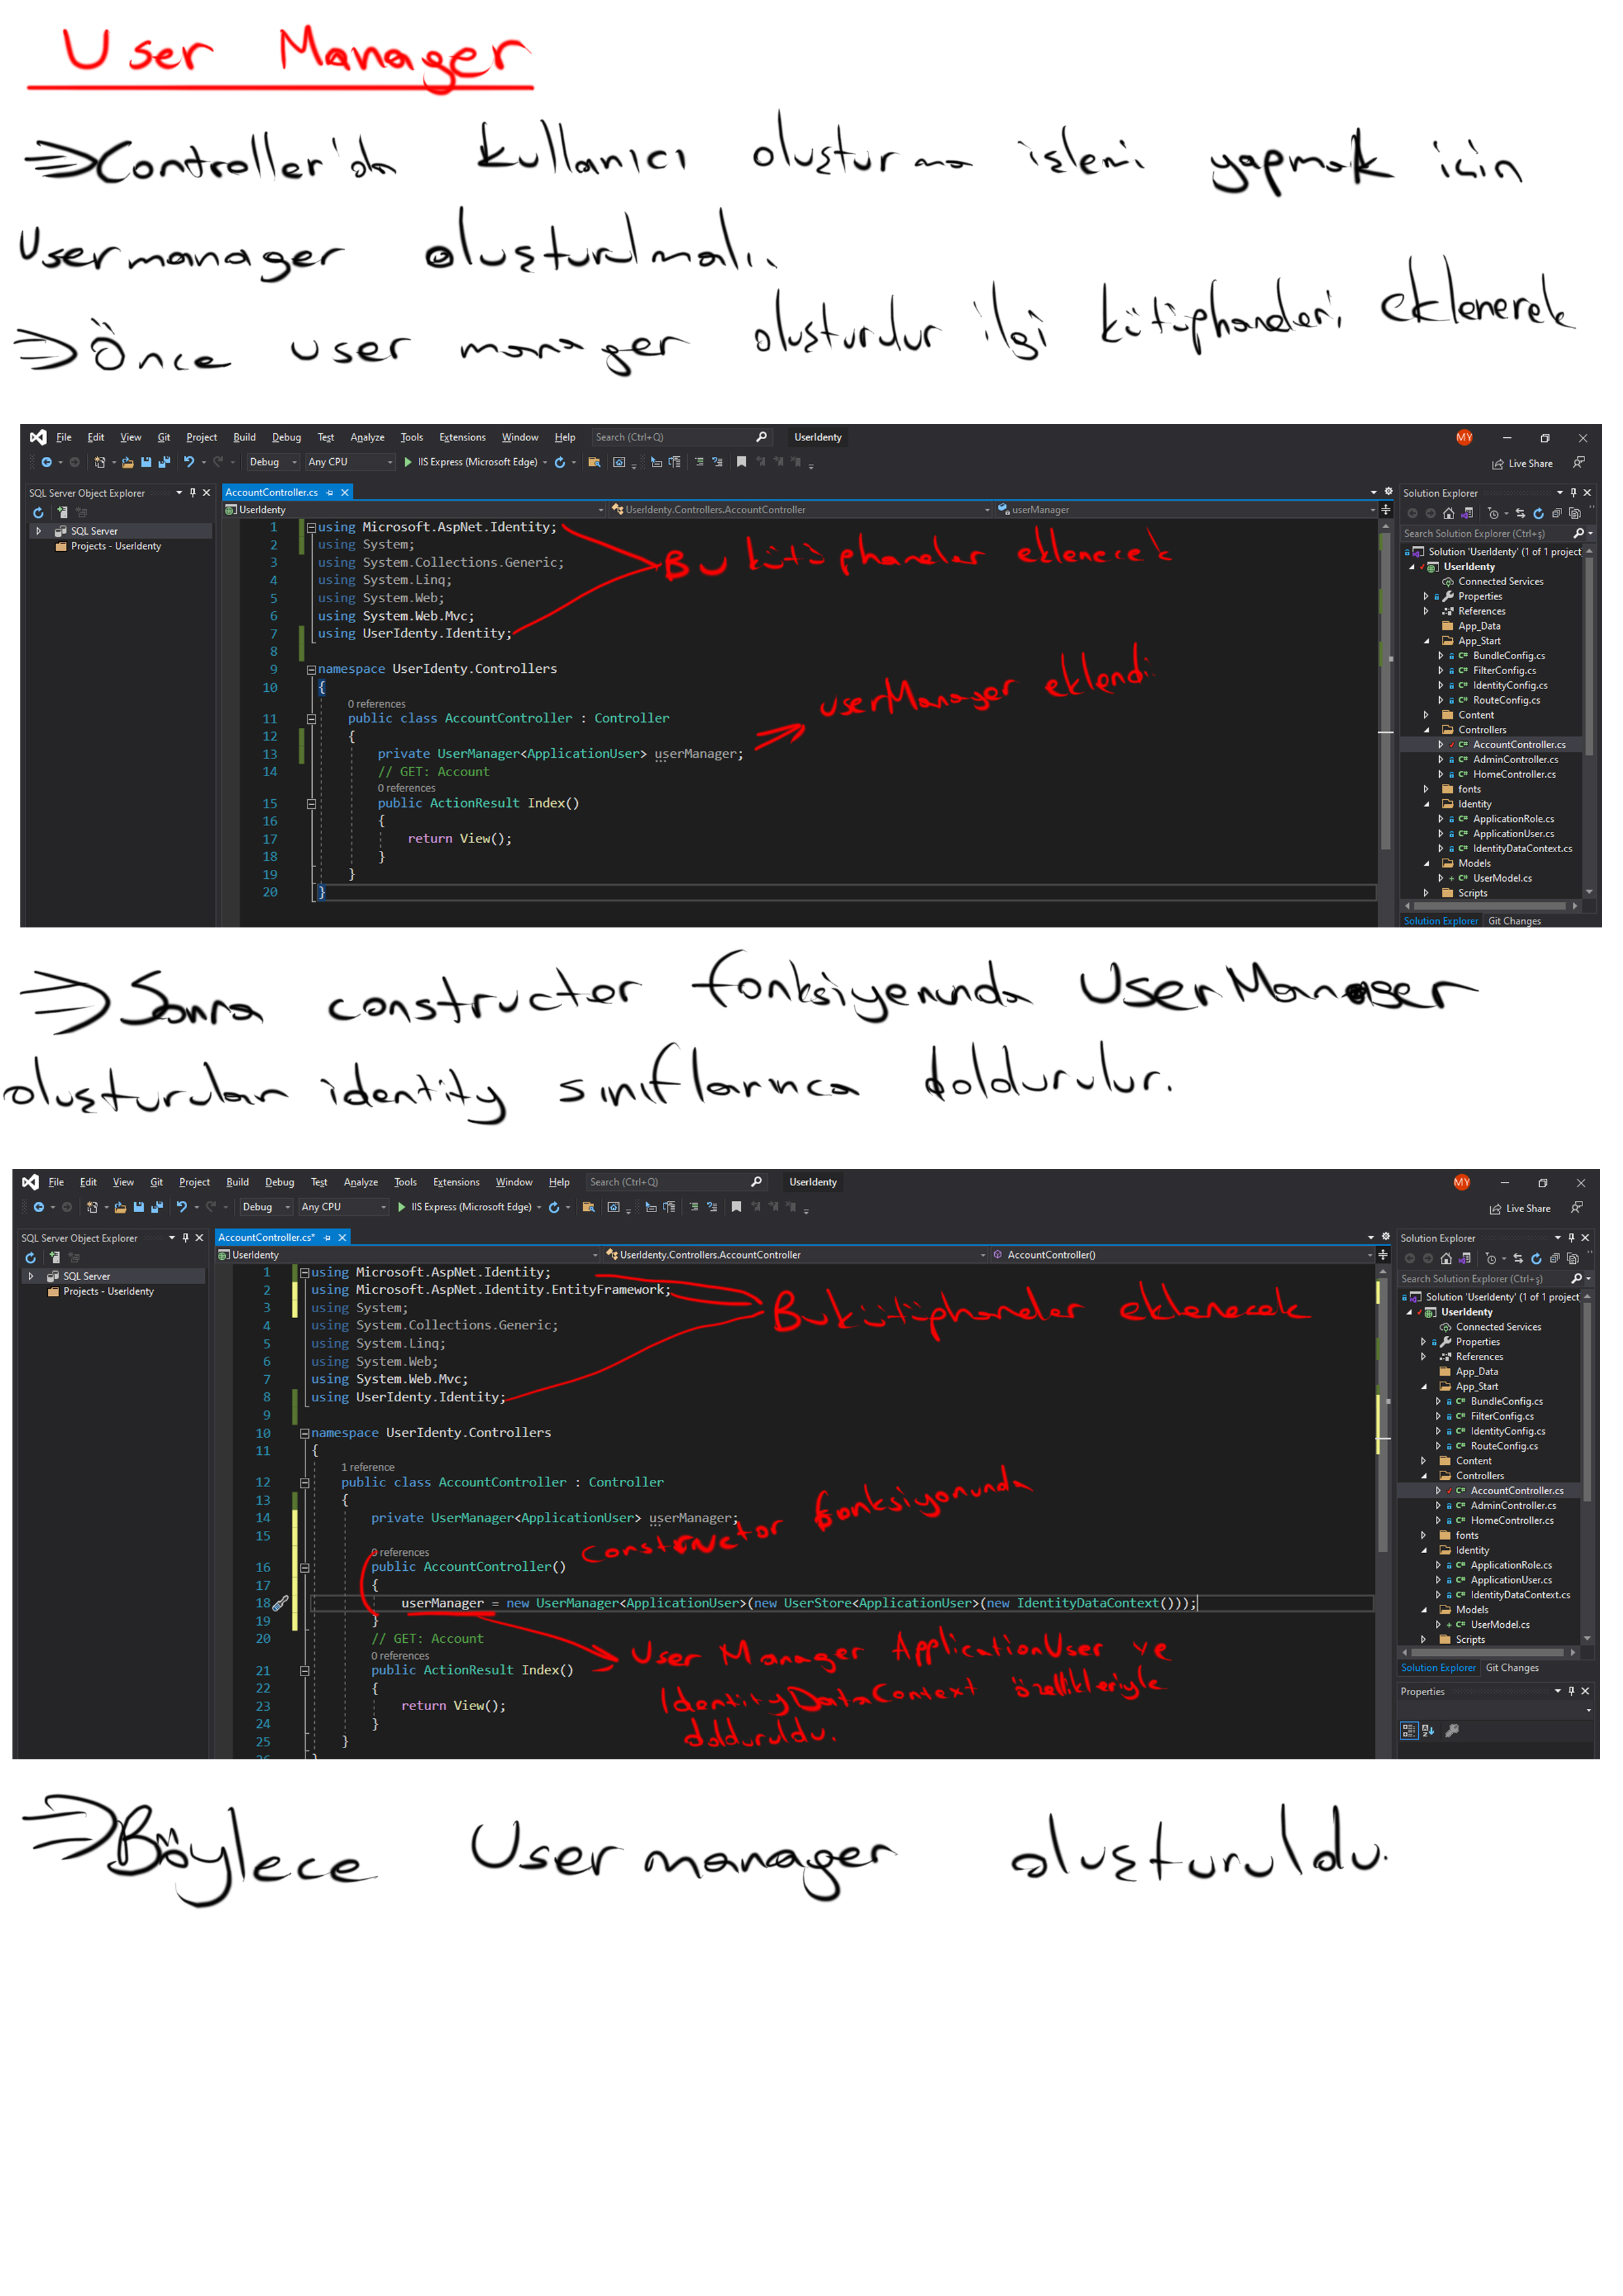 User Manager
⇒Controller'da kullanıcı oluşturma işlemi yapmak için
Usermanager oluşturulmalı.
⇒Önce user manager oluşturulur ilgi kütüphaneleri eklenerek
File Edit View Git Project Build Debug Test Analyze Tools Extensions Window Help Search (Ctrl+Q) UserIdenty MY
Debug Any CPU IIS Express (Microsoft Edge) Live Share
SQL Server Object Explorer
SQL Server
Projects - UserIdenty
AccountController.cs
UserIdenty UserIdenty.Controllers.AccountController userManager
1 using Microsoft.AspNet.Identity;
2 using System;
3 using System.Collections.Generic;
4 using System.Linq;
5 using System.Web;
6 using System.Web.Mvc;
7 using UserIdenty.Identity;
8
9 namespace UserIdenty.Controllers
10 {
0 references
11 public class AccountController : Controller
12 {
13 private UserManager<ApplicationUser> userManager;
14 // GET: Account
0 references
15 public ActionResult Index()
16 {
17 return View();
18 }
19 }
20 }
Bu kütüphaneler eklenecek
userManager eklendi.
Solution Explorer
Search Solution Explorer (Ctrl+ş)
Solution 'UserIdenty' (1 of 1 project
UserIdenty
Connected Services
Properties
References
App_Data
App_Start
BundleConfig.cs
FilterConfig.cs
IdentityConfig.cs
RouteConfig.cs
Content
Controllers
AccountController.cs
AdminController.cs
HomeController.cs
fonts
Identity
ApplicationRole.cs
ApplicationUser.cs
IdentityDataContext.cs
Models
UserModel.cs
Scripts
Solution Explorer Git Changes
⇒Sonra constructor fonksiyonunda UserManager
oluşturulan identity sınıflarınca doldurulur.
File Edit View Git Project Build Debug Test Analyze Tools Extensions Window Help Search (Ctrl+Q) UserIdenty MY
Debug Any CPU IIS Express (Microsoft Edge) Live Share
SQL Server Object Explorer
SQL Server
Projects - UserIdenty
AccountController.cs*
UserIdenty UserIdenty.Controllers.AccountController AccountController()
1 using Microsoft.AspNet.Identity;
2 using Microsoft.AspNet.Identity.EntityFramework;
3 using System;
4 using System.Collections.Generic;
5 using System.Linq;
6 using System.Web;
7 using System.Web.Mvc;
8 using UserIdenty.Identity;
9
10 namespace UserIdenty.Controllers
11 {
1 reference
12 public class AccountController : Controller
13 {
14 private UserManager<ApplicationUser> userManager;
15
0 references
16 public AccountController()
17 {
18 userManager = new UserManager<ApplicationUser>(new UserStore<ApplicationUser>(new IdentityDataContext()));
19 }
20 // GET: Account
0 references
21 public ActionResult Index()
22 {
23 return View();
24 }
25 }
26 }
Bu kütüphaneler eklenecek
constructor fonksiyonunda
User Manager ApplicationUser ve
IdentityDataContext özellikleriyle
dolduruldu.
Solution Explorer
Search Solution Explorer (Ctrl+ş)
Solution 'UserIdenty' (1 of 1 project
UserIdenty
Connected Services
Properties
References
App_Data
App_Start
BundleConfig.cs
FilterConfig.cs
IdentityConfig.cs
RouteConfig.cs
Content
Controllers
AccountController.cs
AdminController.cs
HomeController.cs
fonts
Identity
ApplicationRole.cs
ApplicationUser.cs
IdentityDataContext.cs
Models
UserModel.cs
Scripts
Solution Explorer Git Changes
Properties
⇒Böylece Usermanager oluşturuldu.